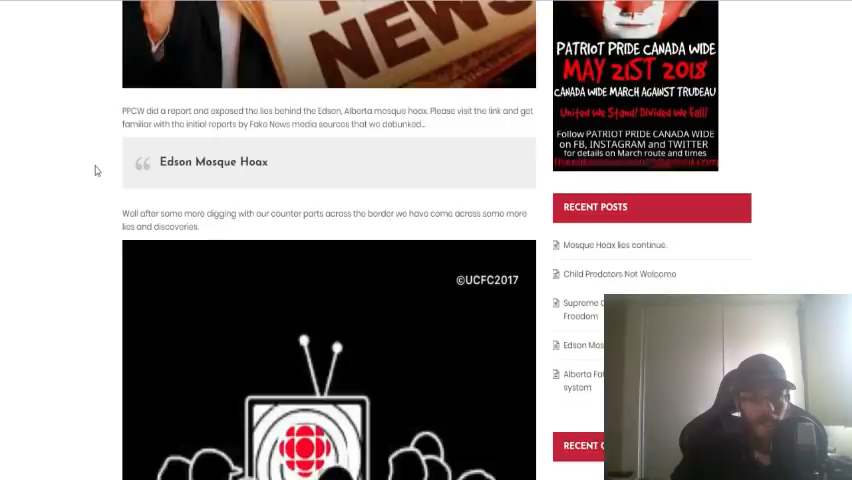 NEWS
PPCW did a report and exposed the lies behind the Edson, Alberta mosque hoax. Please visit the link and get
familiar with the initial reports by Fake News media sources that we debunked...
Edson Mosque Hoax
Well after some more digging with our counter parts across the border we have come across some more
lies and discoveries.
©UCFC2017
PATRIOT PRIDE CANADA WIDE
MAY 21ST 2018
CANADA WIDE MARCH AGAINST TRUDEAU
United We Stand! Divided We Fall!
Follow PATRIOT PRIDE CANADA WIDE
on FB, INSTAGRAM and TWITTER
for details on March route and times
RECENT POSTS
Mosque Hoax lies continue.
Child Predators Not Welcome
Supreme
Freedom
Edson Mos
Alberta Fat
system
RECENT